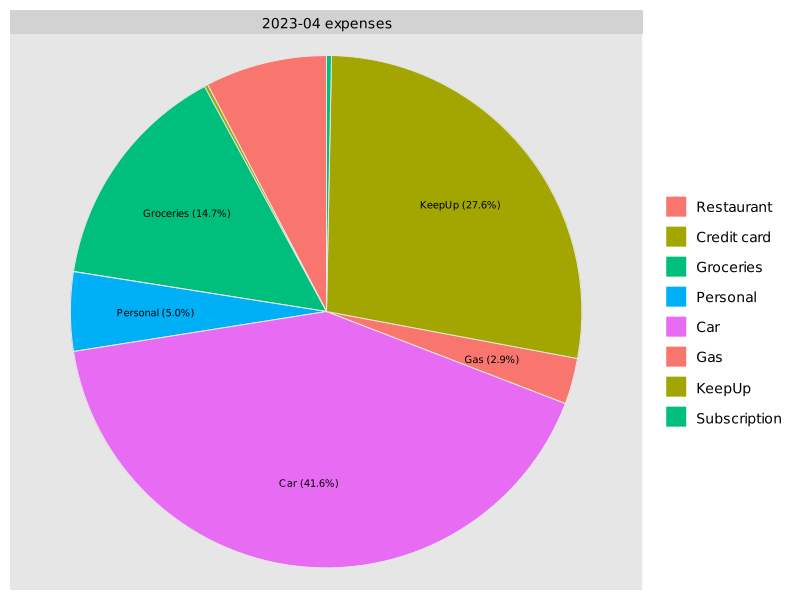 2023-04 expenses
KeepUp (27.6%)
Groceries (14.7%)
Personal (5.0%)
Gas (2.9%)
Car (41.6%)
Restaurant
Credit card
Groceries
Personal
Car
Gas
KeepUp
Subscription